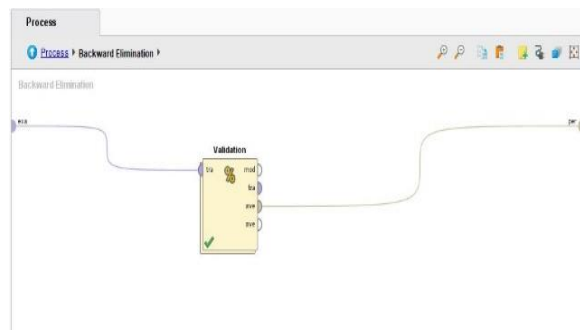 Process
Process ▸ Backward Elimination ▸
Backward Elimination
exa
per
Validation
tra
mod
tra
ave
ave